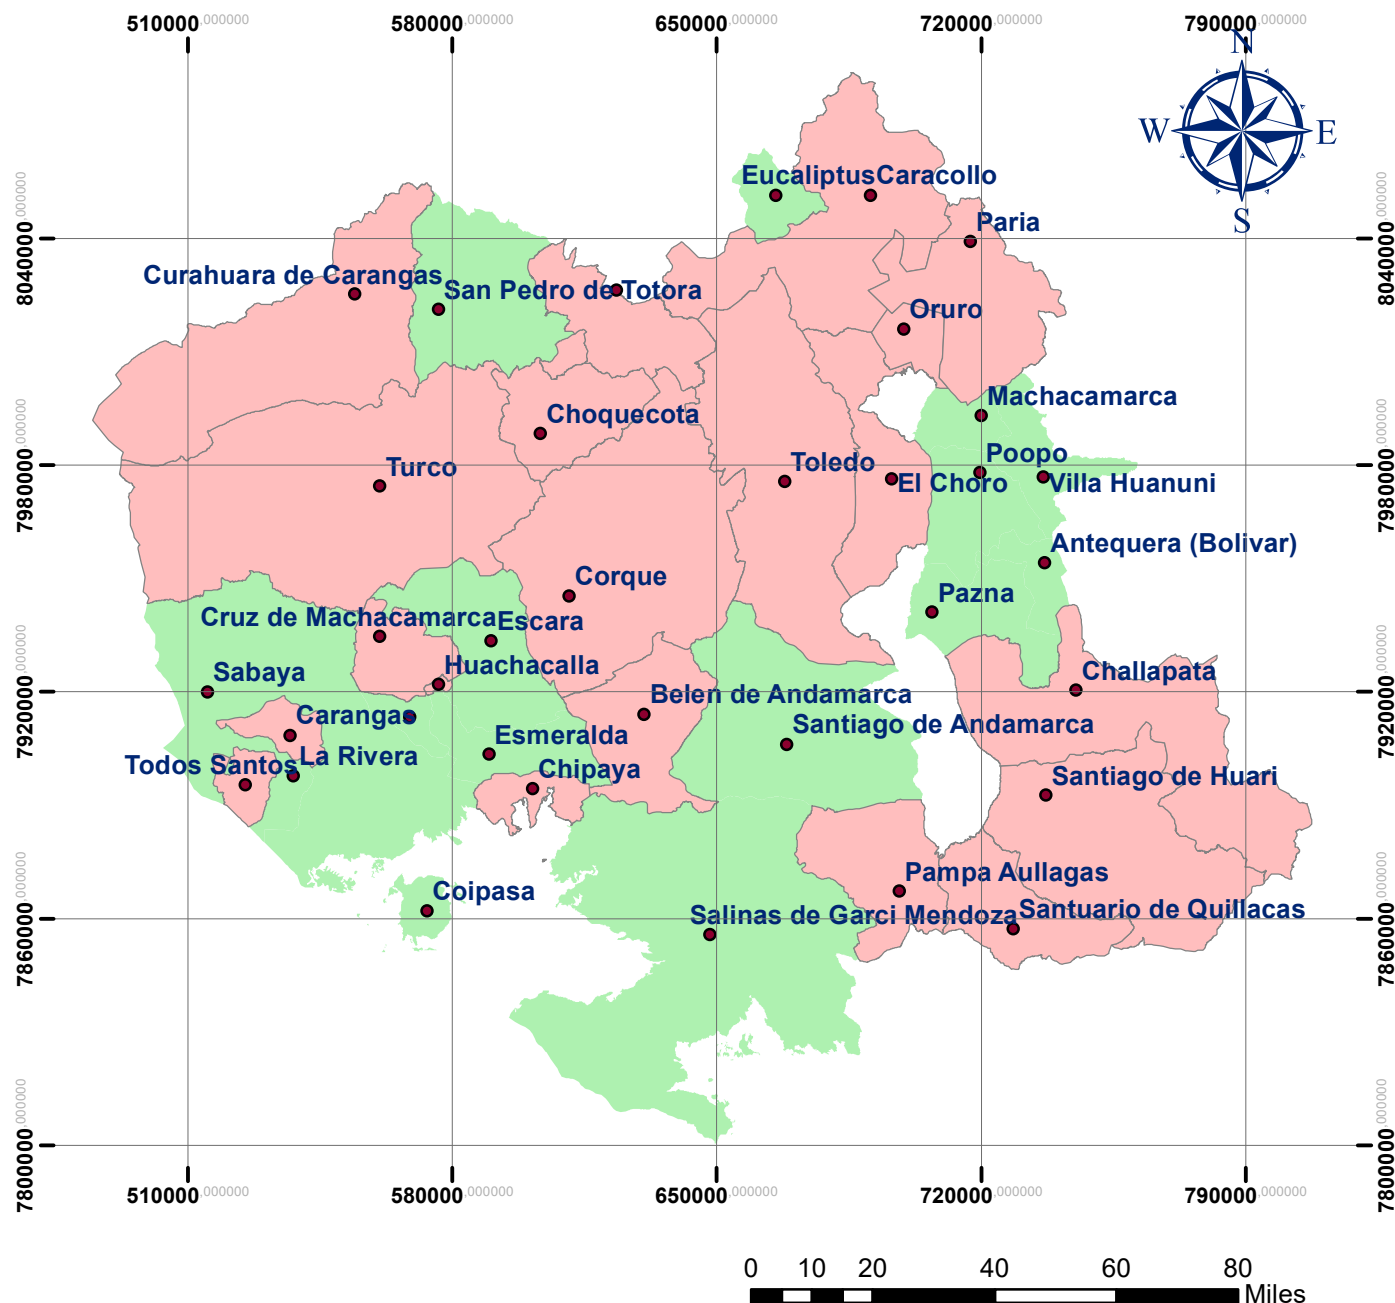 510000,000000 580000,000000 650000,000000 720000,000000 790000,000000
N
W E
S
8040000,000000 8040000,000000
7980000,000000 7980000,000000
7920000,000000 7920000,000000
7860000,000000 7860000,000000
7800000,000000 7800000,000000
Eucaliptus
Caracollo
Paria
Curahuara de Carangas
San Pedro de Totora
Oruro
Machacamarca
Choquecota
Poopo
Toledo
Turco
El Choro
Villa Huanuni
Antequera (Bolivar)
Corque
Pazna
Cruz de Machacamarca
Escara
Huachacalla
Sabaya
Challapata
Belen de Andamarca
Carangas
Santiago de Andamarca
Esmeralda
La Rivera
Todos Santos
Chipaya
Santiago de Huari
Pampa Aullagas
Coipasa
Salinas de Garci Mendoza
Santuario de Quillacas
510000,000000 580000,000000 650000,000000 720000,000000 790000,000000
0 10 20 40 60 80
Miles